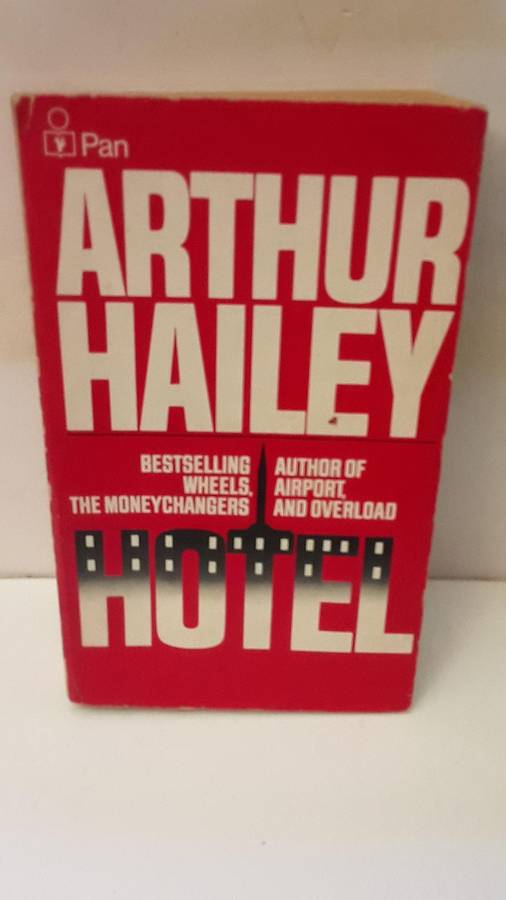 Pan
ARTHUR
HAILEY
BESTSELLING AUTHOR OF
WHEELS, AIRPORT,
THE MONEYCHANGERS AND OVERLOAD
HOTEL